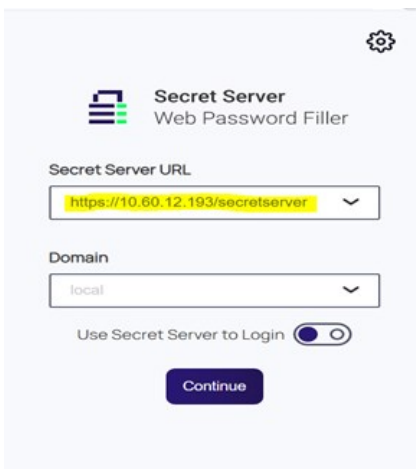 Secret Server
Web Password Filler
Secret Server URL
https://10.60.12.193/secretserver
Domain
local
Use Secret Server to Login
Continue